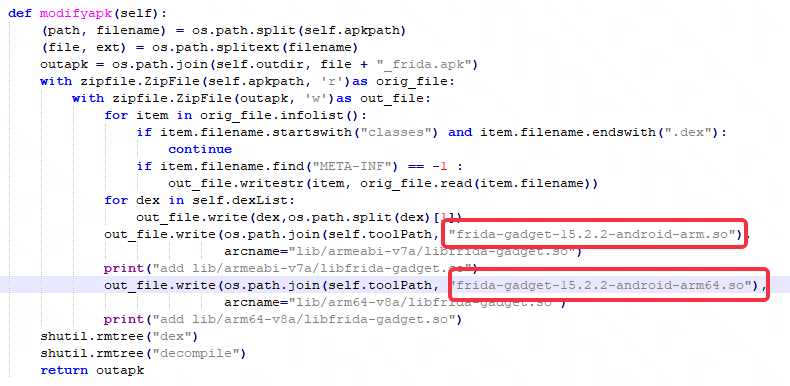 def modifyapk(self):
    (path, filename) = os.path.split(self.apkpath)
    (file, ext) = os.path.splitext(filename)
    outapk = os.path.join(self.outdir, file + "_frida.apk")
    with zipfile.ZipFile(self.apkpath, 'r')as orig_file:
        with zipfile.ZipFile(outapk, 'w')as out_file:
            for item in orig_file.infolist():
                if item.filename.startswith("classes") and item.filename.endswith(".dex"):
                    continue
                if item.filename.find("META-INF") == -1 :
                    out_file.writestr(item, orig_file.read(item.filename))
            for dex in self.dexList:
                out_file.write(dex,os.path.split(dex)[1])
            out_file.write(os.path.join(self.toolPath, "frida-gadget-15.2.2-android-arm.so"),
                           arcname="lib/armeabi-v7a/libfrida-gadget.so")
            print("add lib/armeabi-v7a/libfrida-gadget.so")
            out_file.write(os.path.join(self.toolPath, "frida-gadget-15.2.2-android-arm64.so"),
                           arcname="lib/arm64-v8a/libfrida-gadget.so")
            print("add lib/arm64-v8a/libfrida-gadget.so")
    shutil.rmtree("dex")
    shutil.rmtree("decompile")
    return outapk